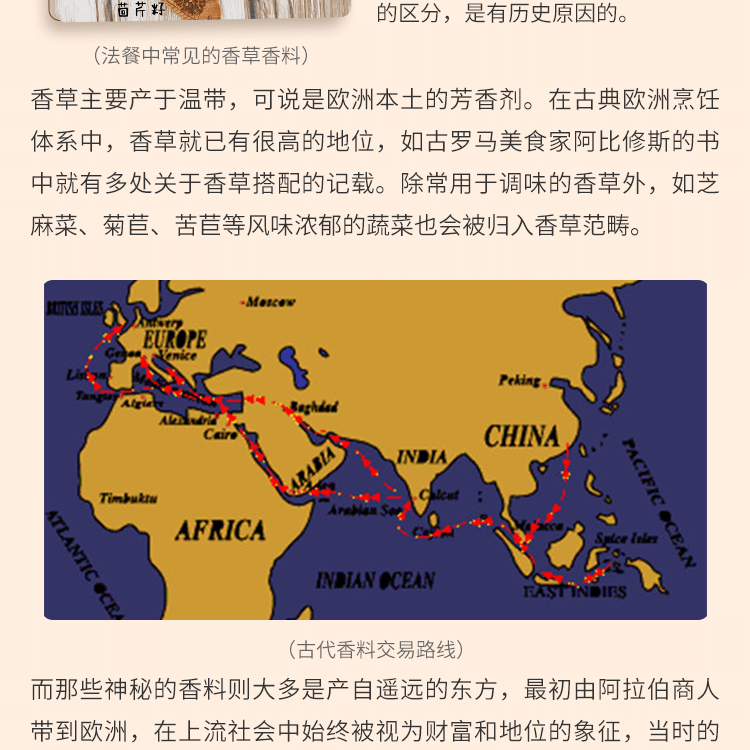 茴芹籽
的区分，是有历史原因的。
（法餐中常见的香草香料）
香草主要产于温带，可说是欧洲本土的芳香剂。在古典欧洲烹饪
体系中，香草就已有很高的地位，如古罗马美食家阿比修斯的书
中就有多处关于香草搭配的记载。除常用于调味的香草外，如芝
麻菜、菊苣、苦苣等风味浓郁的蔬菜也会被归入香草范畴。
BRITISH ISLES
Moscow
Antwerp
EUROPE
Genoa
Venice
Peking
Tangier
Algiers
Baghdad
Alexandria
Cairo
CHINA
INDIA
ARABIA
PACIFIC OCEAN
Timbuktu
Calcut
Arabian Sea
AFRICA
Malacca
Spice Isles
ATLANTIC OCEA
INDIAN OCEAN
EAST INDIES
（古代香料交易路线）
而那些神秘的香料则大多是产自遥远的东方，最初由阿拉伯商人
带到欧洲，在上流社会中始终被视为财富和地位的象征，当时的